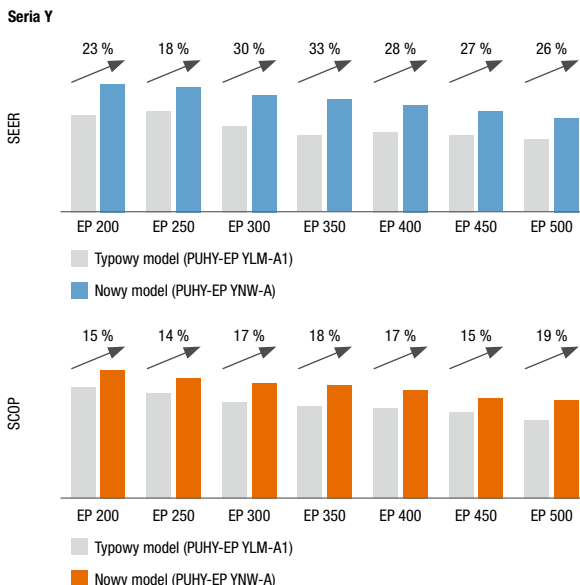 Seria Y
23 % 18 % 30 % 33 % 28 % 27 % 26 %
SEER
EP 200 EP 250 EP 300 EP 350 EP 400 EP 450 EP 500
Typowy model (PUHY-EP YLM-A1)
Nowy model (PUHY-EP YNW-A)
15 % 14 % 17 % 18 % 17 % 15 % 19 %
SCOP
EP 200 EP 250 EP 300 EP 350 EP 400 EP 450 EP 500
Typowy model (PUHY-EP YLM-A1)
Nowy model (PUHY-EP YNW-A)